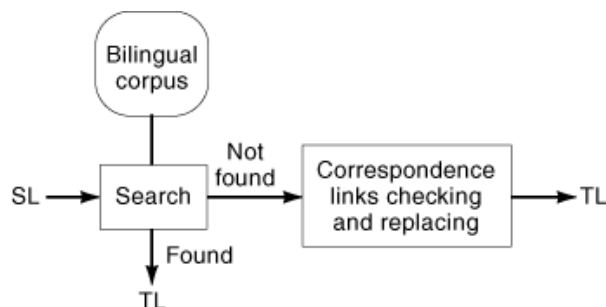 Bilingual
corpus
Not
found
SL
Search
Correspondence
links checking
and replacing
TL
Found
TL